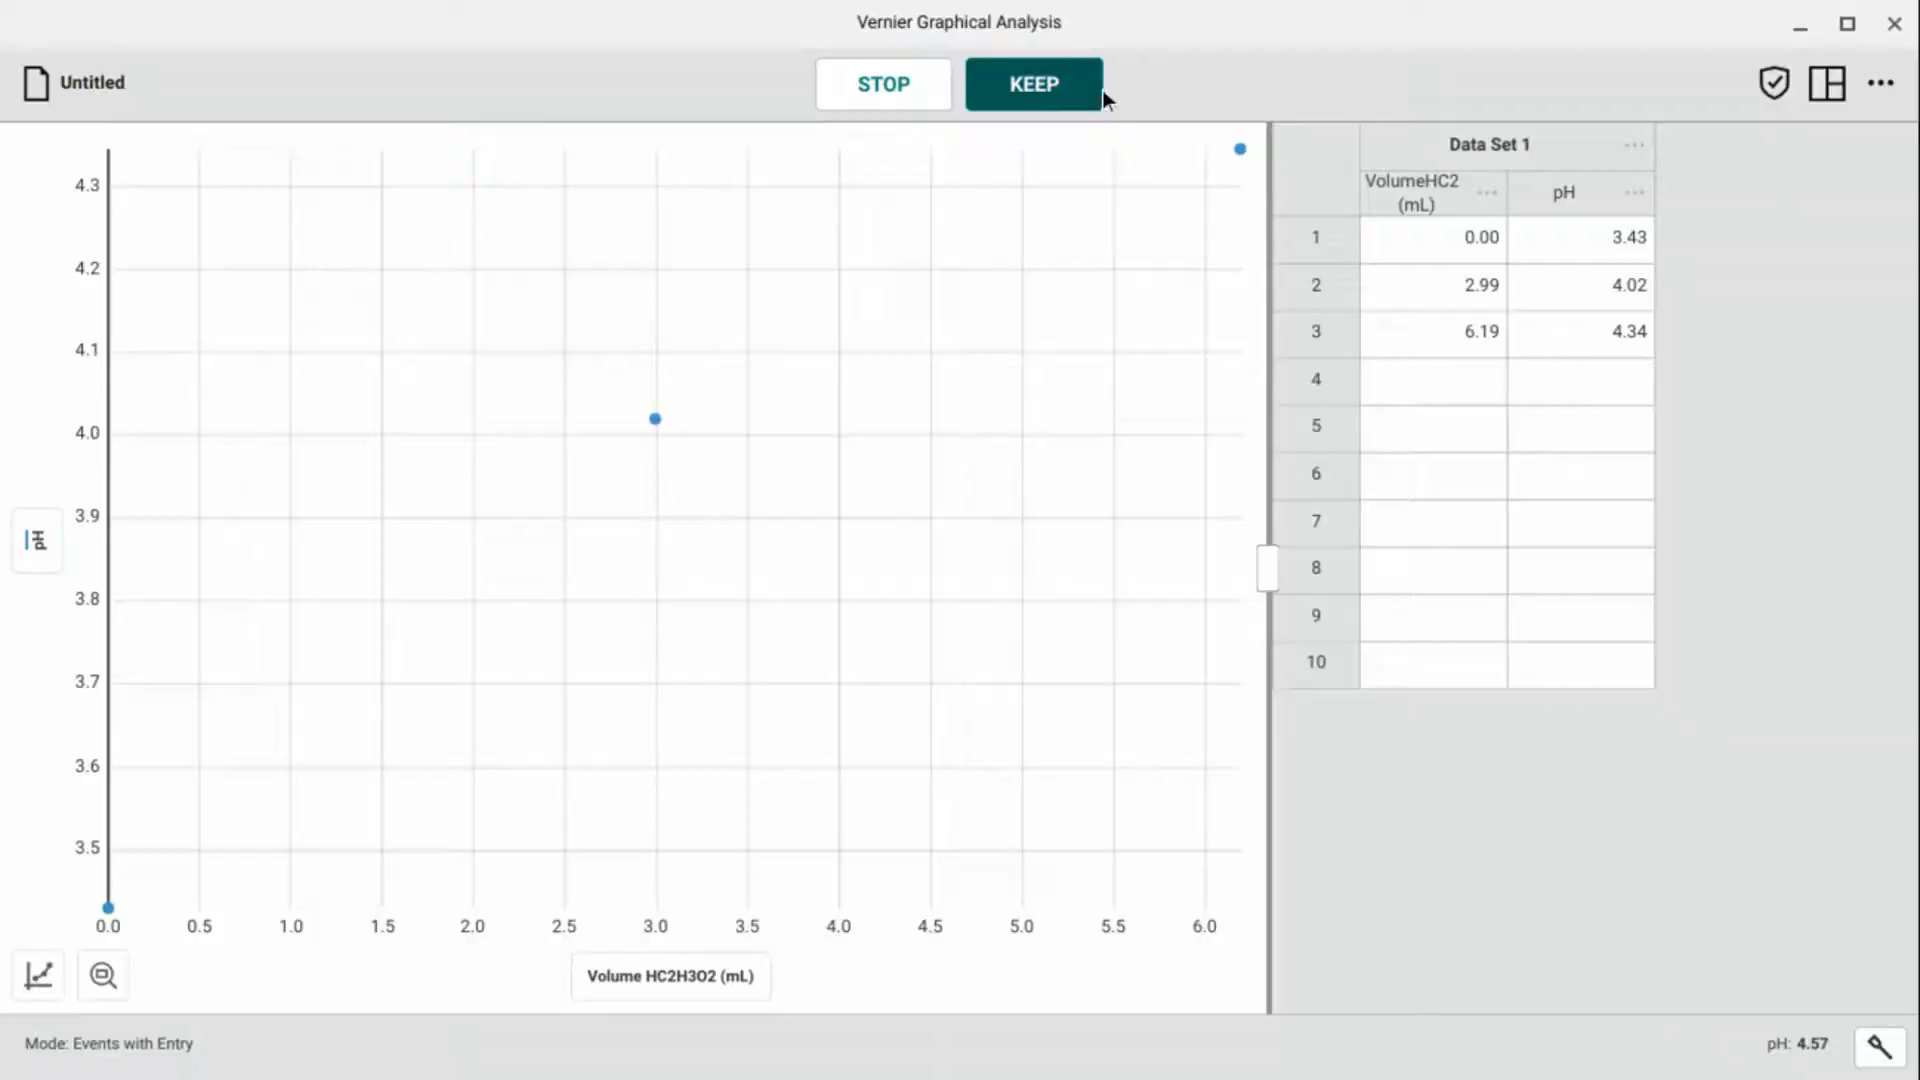 Vernier Graphical Analysis
Untitled
STOP
KEEP
4.3
4.2
4.1
4.0
3.9
3.8
3.7
3.6
3.5
pH
0.0 0.5 1.0 1.5 2.0 2.5 3.0 3.5 4.0 4.5 5.0 5.5 6.0
Volume HC2H3O2 (mL)
Data Set 1
VolumeHC2
(mL)
pH
1 0.00 3.43
2 2.99 4.02
3 6.19 4.34
4
5
6
7
8
9
10
Mode: Events with Entry
pH: 4.57